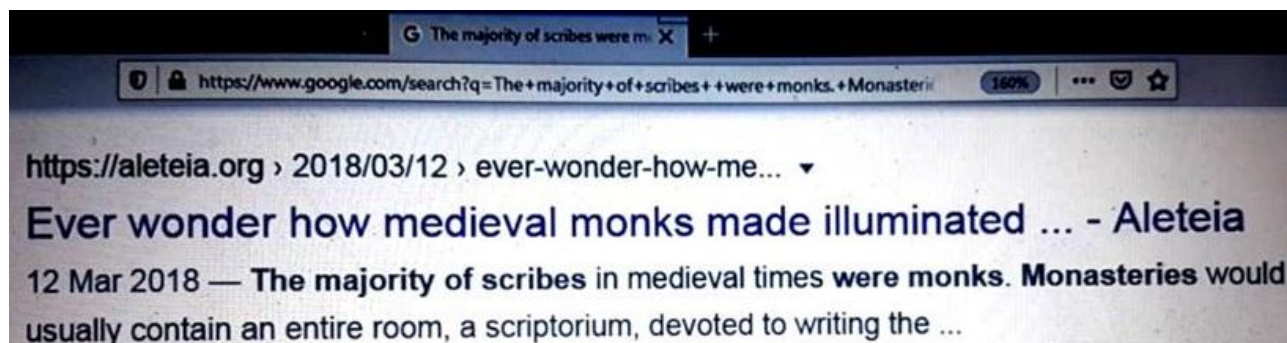 G The majority of scribes were m
https://www.google.com/search?q=The+majority+of+scribes++were+monks.+Monasteri 160%
https://aleteia.org › 2018/03/12 › ever-wonder-how-me...
Ever wonder how medieval monks made illuminated ... - Aleteia
12 Mar 2018 — The majority of scribes in medieval times were monks. Monasteries would
usually contain an entire room, a scriptorium, devoted to writing the ...